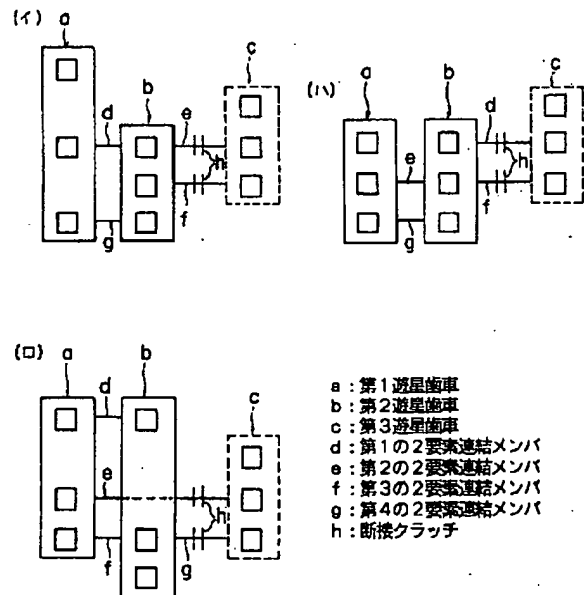 (イ)
a
b
c
d
e
h
f
g
(ハ)
a
b
c
d
e
h
f
g
(ロ)
a
b
c
d
e
h
f
g
a:第1遊星歯車
b:第2遊星歯車
c:第3遊星歯車
d:第1の2要素連結メンバ
e:第2の2要素連結メンバ
f:第3の2要素連結メンバ
g:第4の2要素連結メンバ
h:断接クラッチ